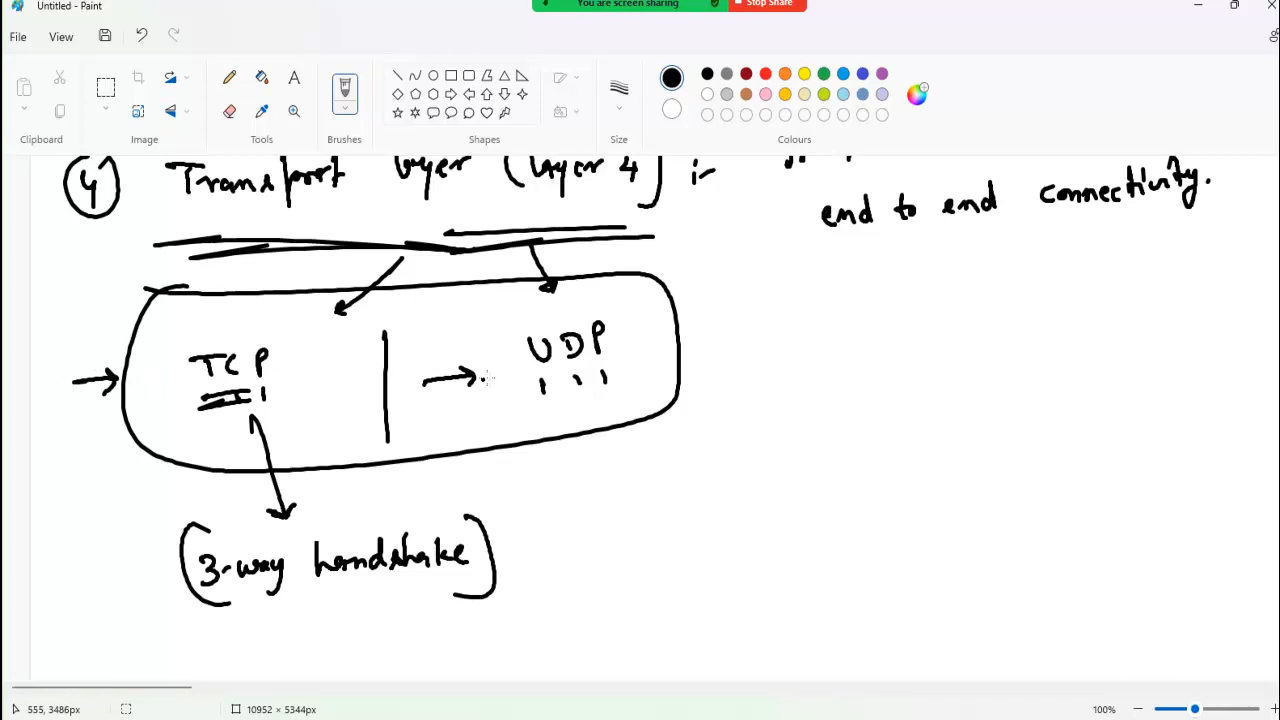 Untitled - Paint
You are screen sharing
Stop Share
File
View
Clipboard
Image
Tools
Brushes
Shapes
Size
Colours
4 Transport layer (layer 4) is
end to end connectivity.
TCP
UDP
(3-way handshake)
555, 3486px
10952 × 5344px
100%